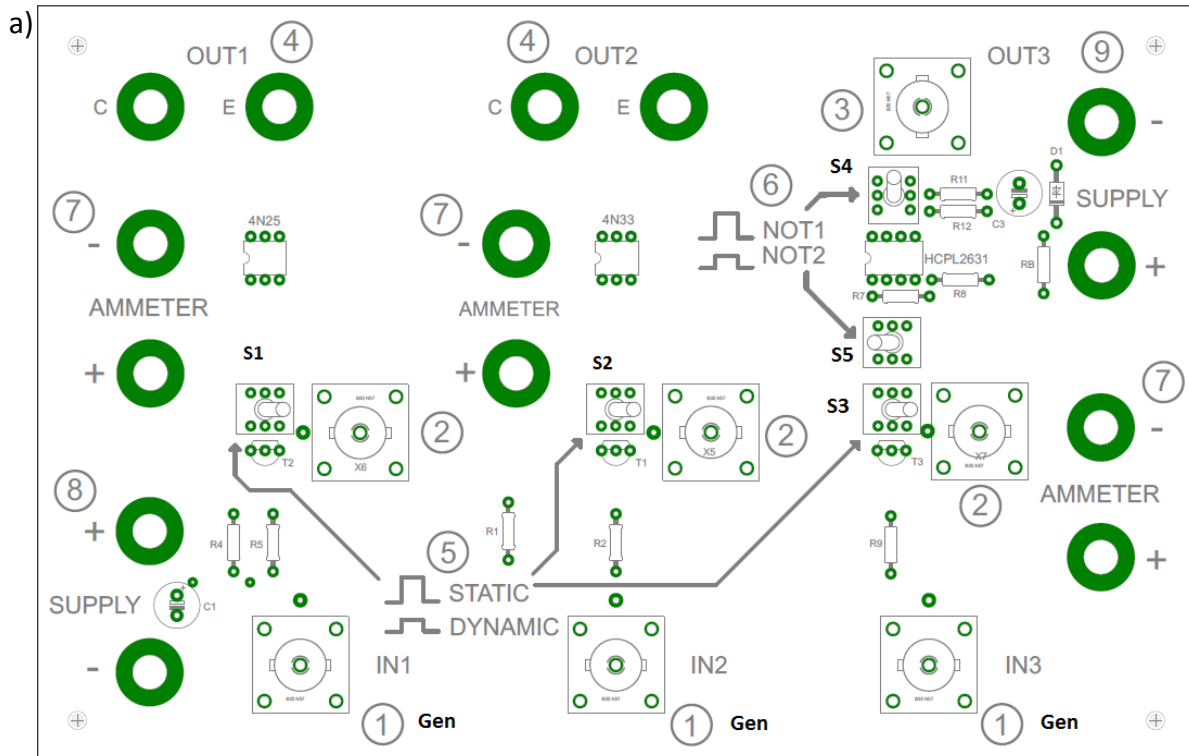 a)
OUT1 4 4 OUT2 OUT3 9
C E C E 3 -
S4 D1
6 R11
7 7 R12 C3 SUPPLY
4N25 4N33 NOT1
- - NOT2 HCPL2631 RB +
AMMETER AMMETER R7 R8
S1 S2 S5
+ + S3 7
2 2 -
X6 X5 X7
T2 T1 T3
8 2 AMMETER
+ R4 R5 R1 R2 R9
5 +
SUPPLY C1 STATIC
DYNAMIC
- IN1 IN2 IN3
1 Gen 1 Gen 1 Gen